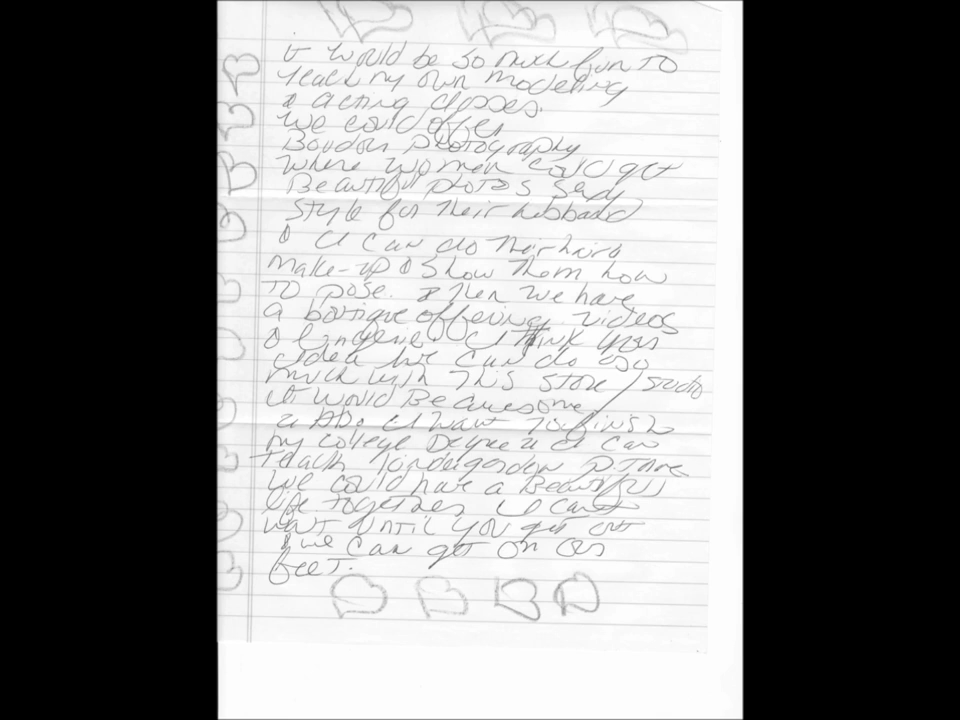 it would be so much fun to
teach my own modeling
& acting classes.
we could offer
Boudoir photography
where women could get
Beautiful photos sexy
style for their husband
& I can do their hair &
make-up & show them how
to pose. & then we have
a boutique offering videos
& lingerie. I think your
idea we can do so
much with this store / studio
it would Be awesome
I want to finish
my college Degree I can
teach kindergarden P. Time
we could have a Beautiful
life together. I can't
wait until you get out
& we can get on our
feet.